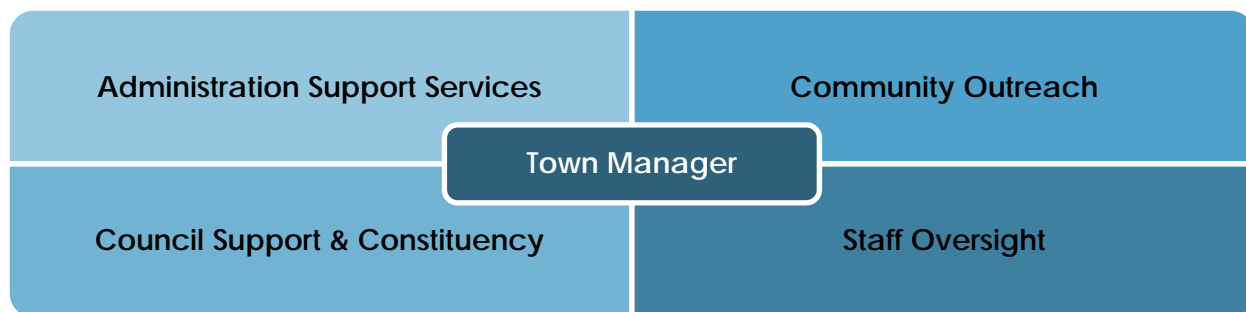 Administration Support Services
Community Outreach
Town Manager
Council Support & Constituency
Staff Oversight